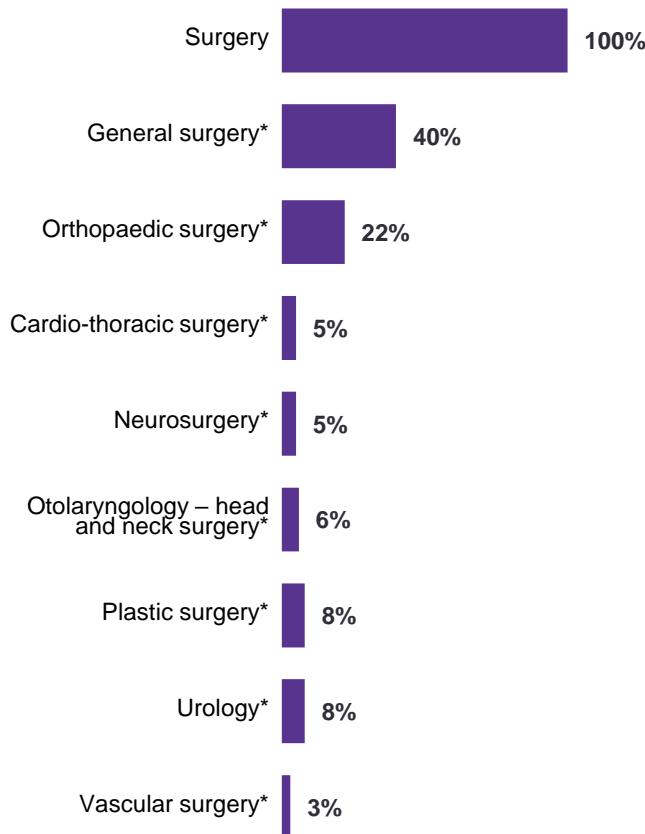 Surgery 100%
General surgery* 40%
Orthopaedic surgery* 22%
Cardio-thoracic surgery* 5%
Neurosurgery* 5%
Otolaryngology – head
and neck surgery* 6%
Plastic surgery* 8%
Urology* 8%
Vascular surgery* 3%